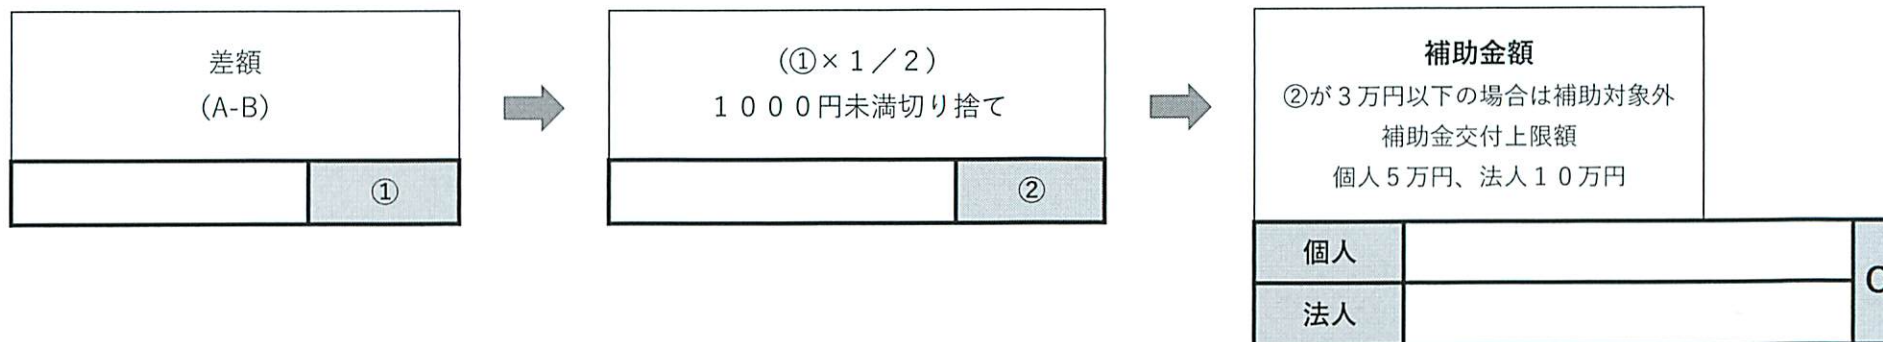 差額
(A-B)
①
(①×１／２)
１０００円未満切り捨て
②
補助金額
②が３万円以下の場合は補助対象外
補助金交付上限額
個人５万円、法人１０万円
個人
法人
C